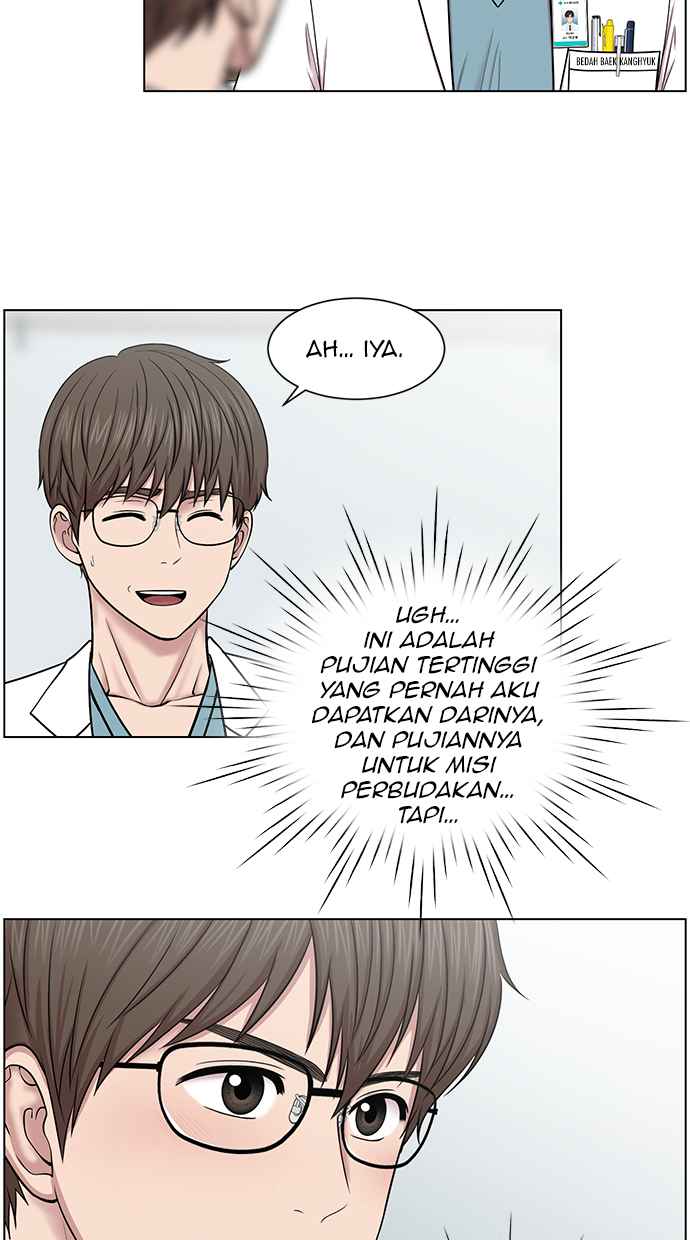 BEDAH BAEK KANGHYUK
AH... IYA.
UGH...
INI ADALAH
PUJIAN TERTINGGI
YANG PERNAH AKU
DAPATKAN DARINYA,
DAN PUJIANNYA
UNTUK MISI
PERBUDAKAN...
TAPI...